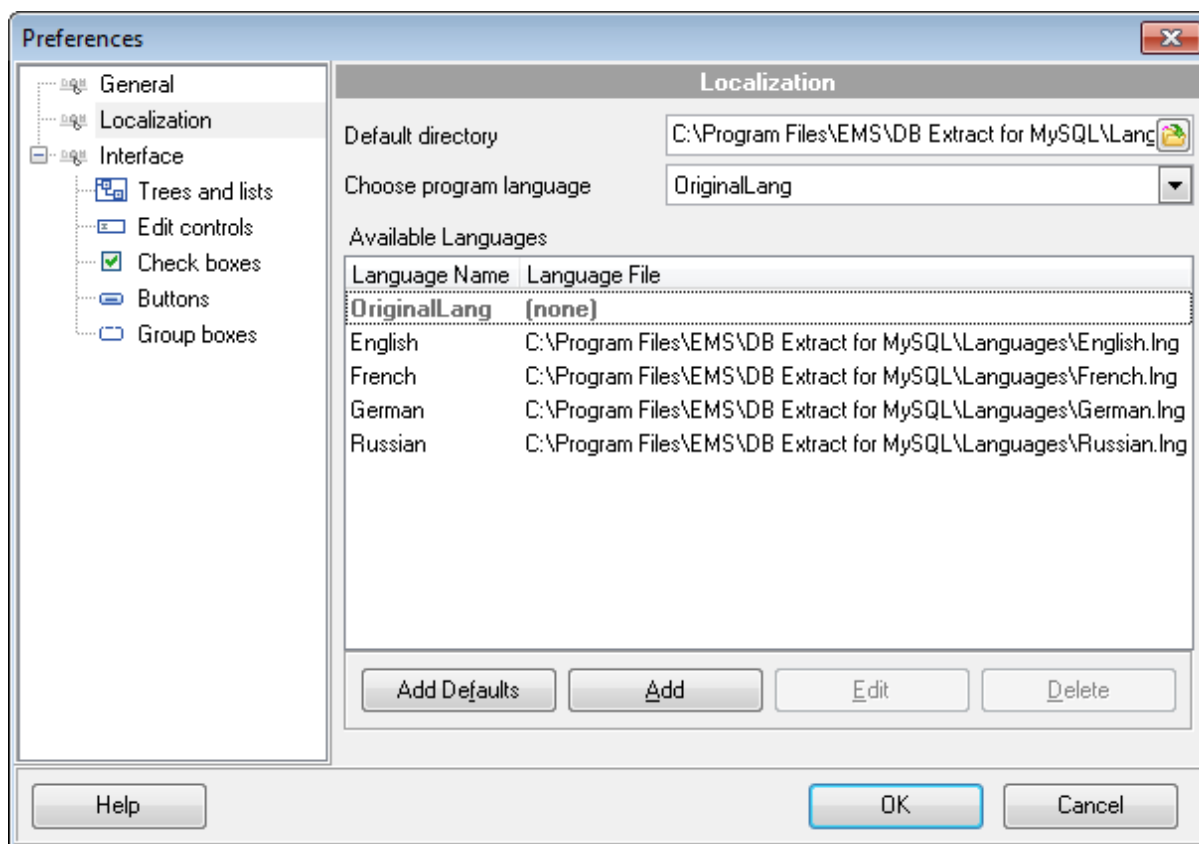 Preferences
General
Localization
Interface
Trees and lists
Edit controls
Check boxes
Buttons
Group boxes
Localization
Default directory C:\Program Files\EMS\DB Extract for MySQL\Lang
Choose program language OriginalLang
Available Languages
Language Name Language File
OriginalLang (none)
English C:\Program Files\EMS\DB Extract for MySQL\Languages\English.lng
French C:\Program Files\EMS\DB Extract for MySQL\Languages\French.lng
German C:\Program Files\EMS\DB Extract for MySQL\Languages\German.lng
Russian C:\Program Files\EMS\DB Extract for MySQL\Languages\Russian.lng
Add Defaults Add Edit Delete
Help OK Cancel